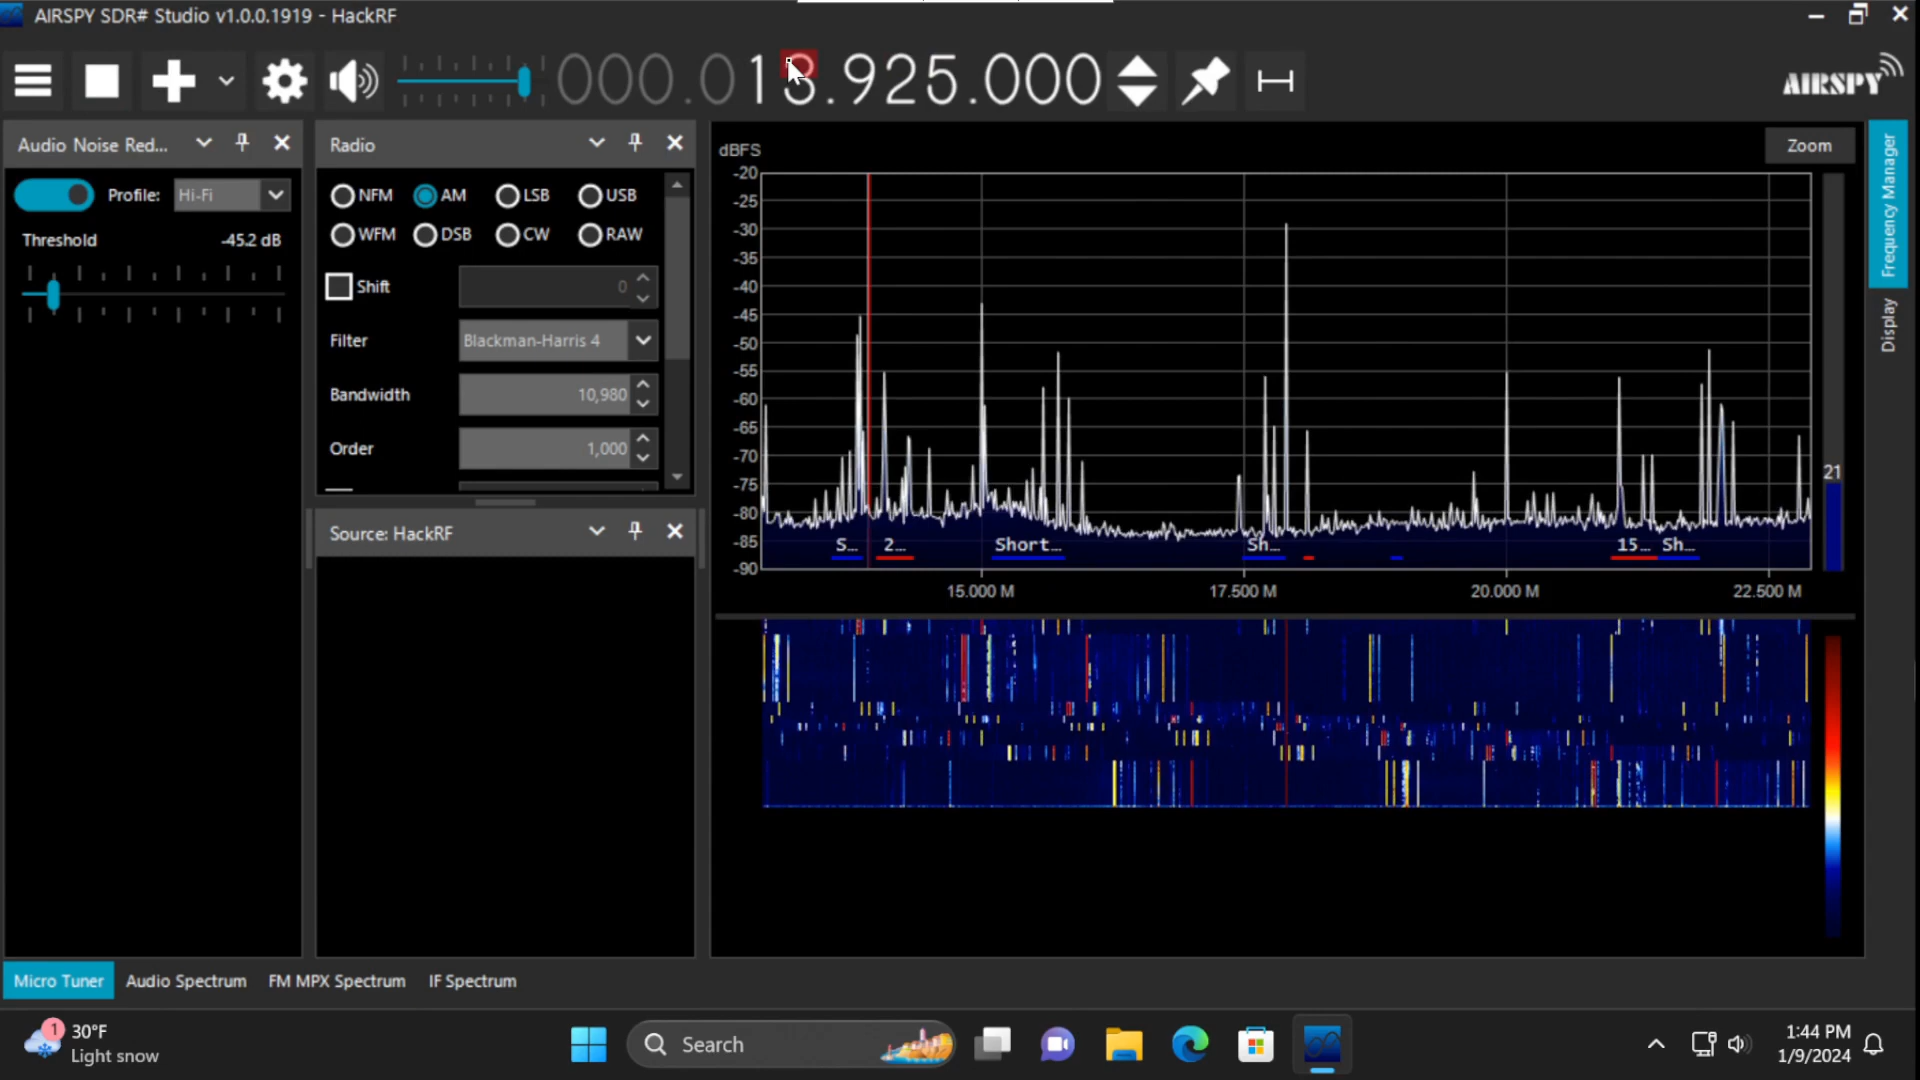 AIRSPY SDR# Studio v1.0.0.1919 - HackRF
000.013.925.000
AIRSPY
Audio Noise Red...
Profile: Hi-Fi
Threshold -45.2 dB
Radio
NFM AM LSB USB
WFM DSB CW RAW
Shift 0
Filter Blackman-Harris 4
Bandwidth 10,980
Order 1,000
Source: HackRF
dBFS
Zoom
-20
-25
-30
-35
-40
-45
-50
-55
-60
-65
-70
-75
-80
-85
-90
S... 2... Short... Sh... 15... Sh...
15.000 M 17.500 M 20.000 M 22.500 M
21
Frequency Manager
Display
Micro Tuner Audio Spectrum FM MPX Spectrum IF Spectrum
1
30°F
Light snow
Search
1:44 PM
1/9/2024